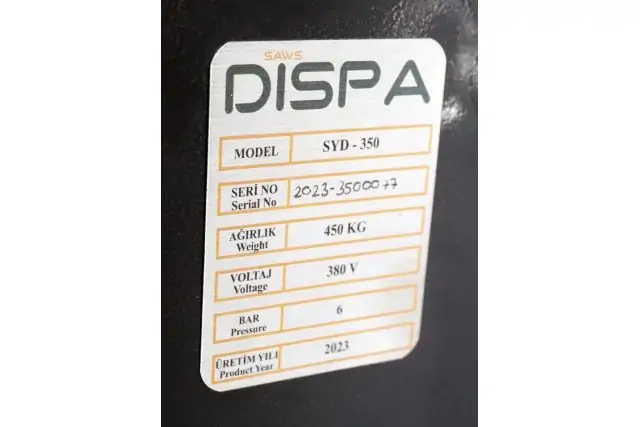 SAWS
DISPA
MODEL SYD - 350
SERİ NO
Serial No 2023-3500077
AĞIRLIK
Weight 450 KG
VOLTAJ
Voltage 380 V
BAR
Pressure 6
ÜRETİM YILI
Product Year 2023